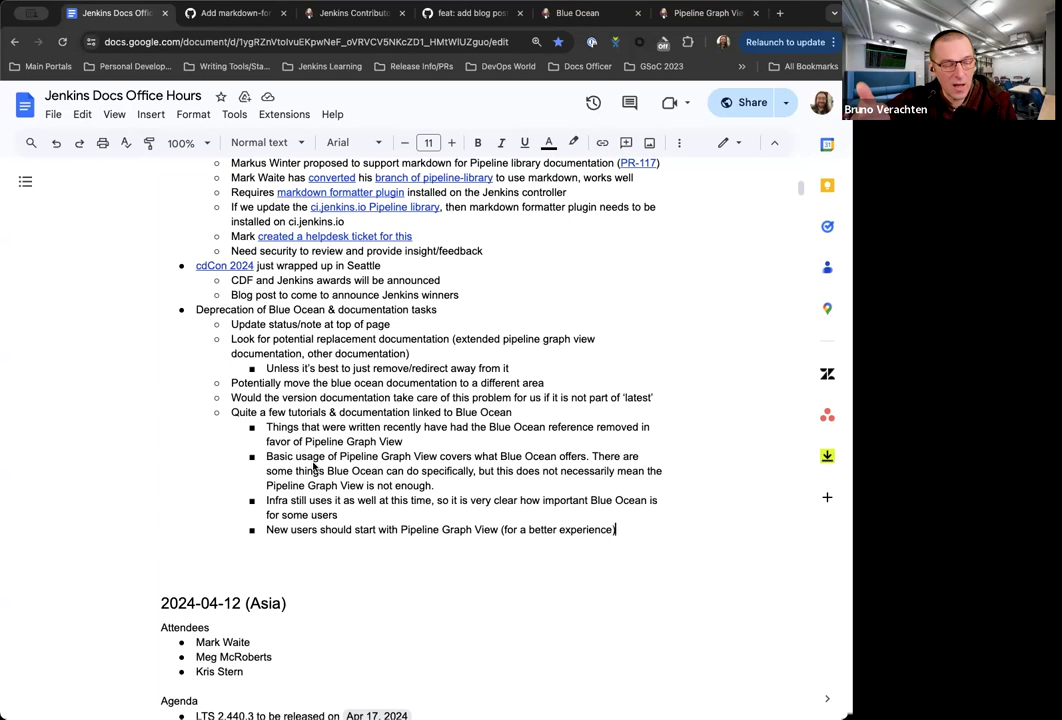 Jenkins Docs Offic
Add markdown-for
Jenkins Contributo
feat: add blog post
Blue Ocean
Pipeline Graph Vie
docs.google.com/document/d/1ygRZnVtoIvuEKpwNeF_oVRVCV5NKcZD1_HMtWlUZguo/edit
Off
Relaunch to update
Main Portals
Personal Develop...
Writing Tools/Sta...
Jenkins Learning
Release Info/PRs
DevOps World
Docs Officer
GSoC 2023
All Bookmarks
Bruno Verachten
Jenkins Docs Office Hours
File Edit View Insert Format Tools Extensions Help
Share
100% Normal text Arial 11 B I U A
Markus Winter proposed to support markdown for Pipeline library documentation (PR-117)
Mark Waite has converted his branch of pipeline-library to use markdown, works well
Requires markdown formatter plugin installed on the Jenkins controller
If we update the ci.jenkins.io Pipeline library, then markdown formatter plugin needs to be
installed on ci.jenkins.io
Mark created a helpdesk ticket for this
Need security to review and provide insight/feedback
cdCon 2024 just wrapped up in Seattle
CDF and Jenkins awards will be announced
Blog post to come to announce Jenkins winners
Deprecation of Blue Ocean & documentation tasks
Update status/note at top of page
Look for potential replacement documentation (extended pipeline graph view
documentation, other documentation)
Unless it's best to just remove/redirect away from it
Potentially move the blue ocean documentation to a different area
Would the version documentation take care of this problem for us if it is not part of 'latest'
Quite a few tutorials & documentation linked to Blue Ocean
Things that were written recently have had the Blue Ocean reference removed in
favor of Pipeline Graph View
Basic usage of Pipeline Graph View covers what Blue Ocean offers. There are
some things Blue Ocean can do specifically, but this does not necessarily mean the
Pipeline Graph View is not enough.
Infra still uses it as well at this time, so it is very clear how important Blue Ocean is
for some users
New users should start with Pipeline Graph View (for a better experience)
2024-04-12 (Asia)
Attendees
Mark Waite
Meg McRoberts
Kris Stern
Agenda
LTS 2.440.3 to be released on Apr 17, 2024